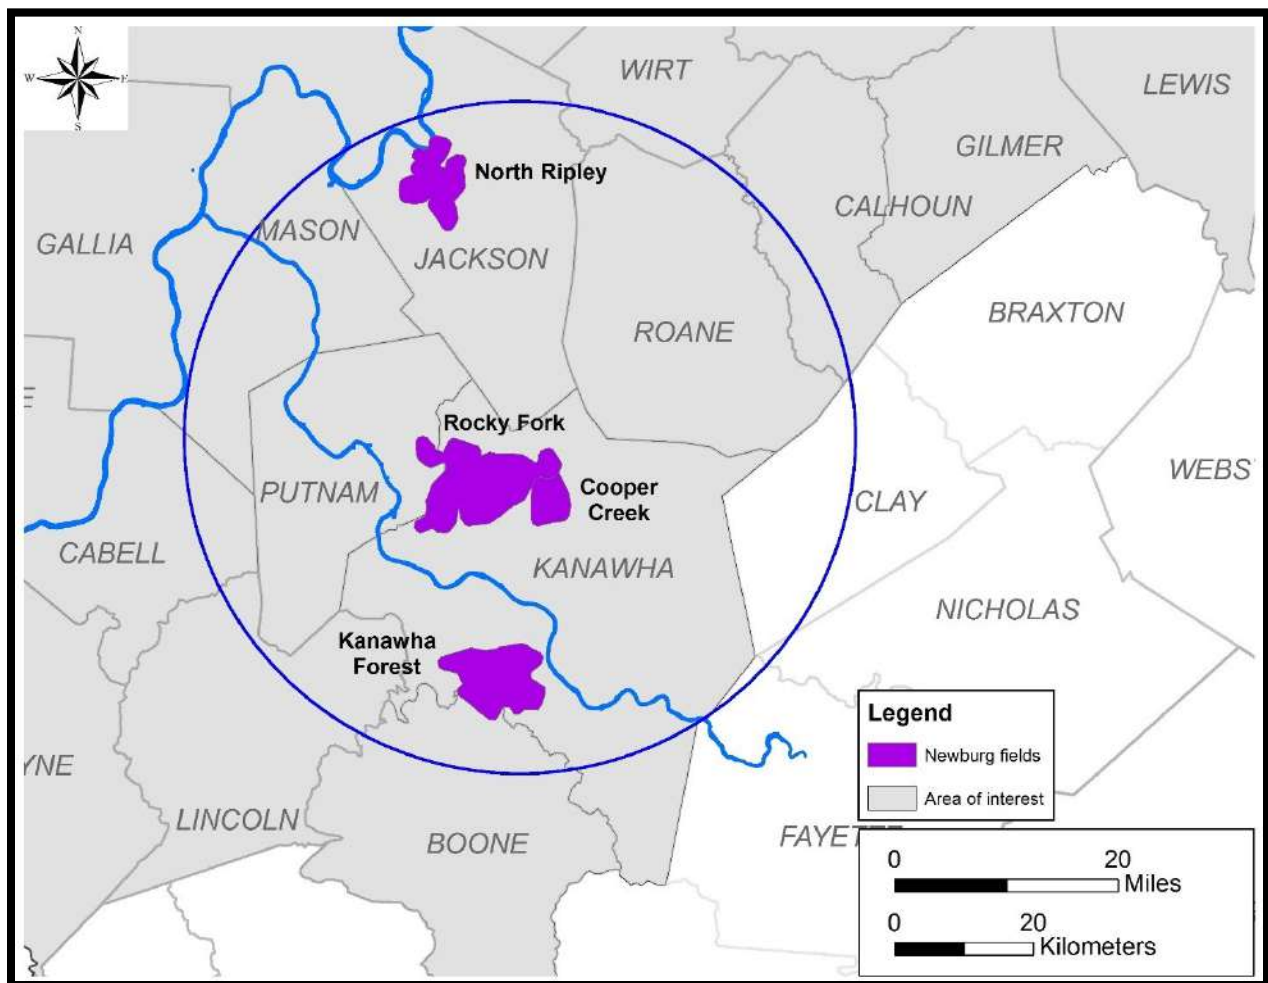 N
W E
S
WIRT
LEWIS
GILMER
North Ripley
CALHOUN
GALLIA
MASON
JACKSON
BRAXTON
ROANE
E
Rocky Fork
WEBS
PUTNAM
Cooper
Creek
CLAY
CABELL
KANAWHA
NICHOLAS
Kanawha
Forest
Legend
Newburg fields
Area of interest
YNE
LINCOLN
BOONE
FAYETTE
0 20
Miles
0 20
Kilometers